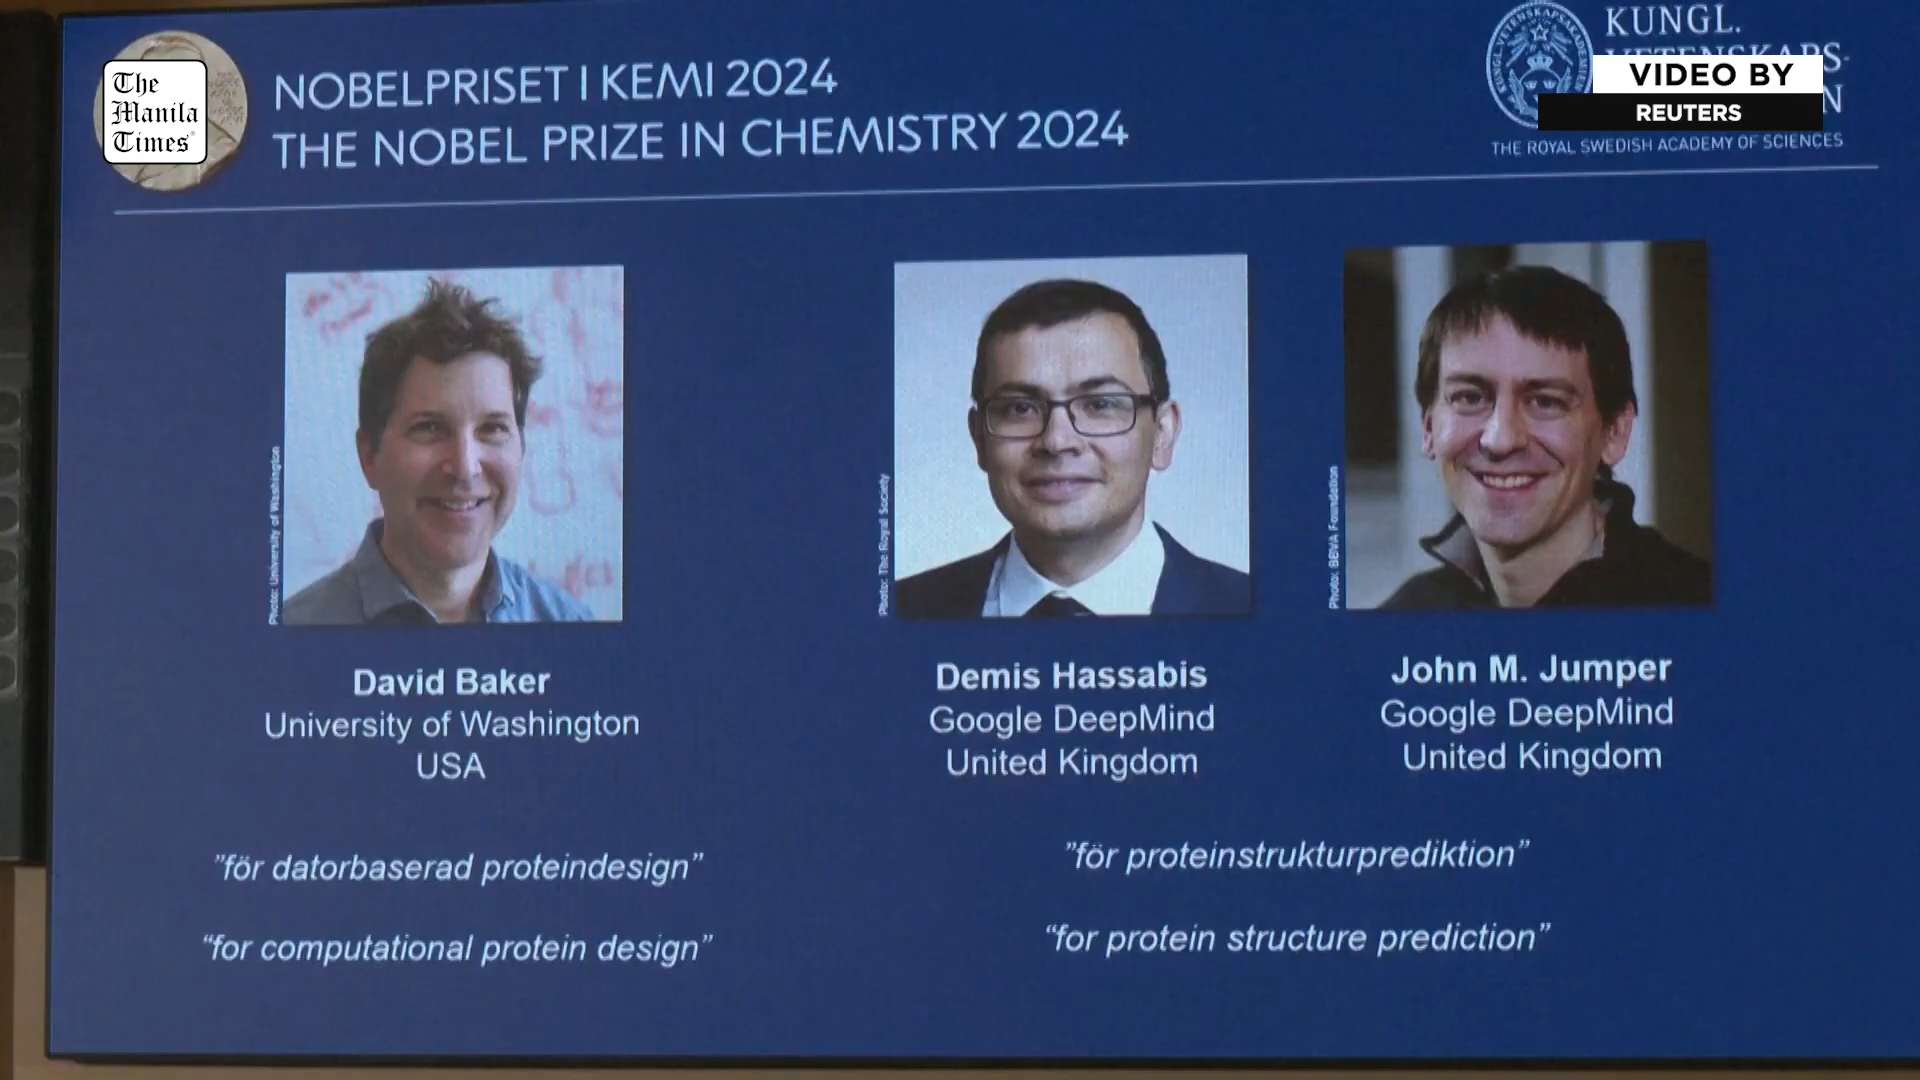 The
Manila
Times
NOBELPRISET I KEMI 2024
THE NOBEL PRIZE IN CHEMISTRY 2024
KUNGL.
VETENSKAPS-
VIDEO BY
REUTERS
THE ROYAL SWEDISH ACADEMY OF SCIENCES
Photo: University of Washington
Photo: The Royal Society
Photo: BBVA Foundation
David Baker
University of Washington
USA
Demis Hassabis
Google DeepMind
United Kingdom
John M. Jumper
Google DeepMind
United Kingdom
”för datorbaserad proteindesign”
“for computational protein design”
”för proteinstrukturprediktion”
“for protein structure prediction”